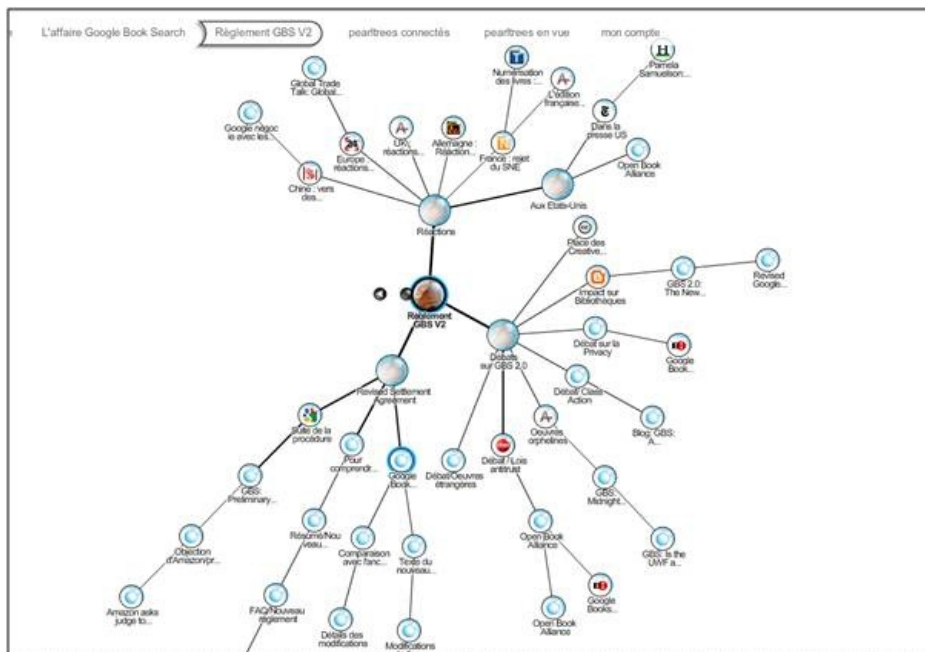 L'affaire Google Book Search
Règlement GBS V2
pearltrees connectés
pearltrees en vue
mon compte
Pamela
Samuelson...
Numérisation
des livres :...
Global Trade
Talk: Global...
L'édition
française...
Dans la
presse US
Google négoc
ie avec les...
Europe :
réactions...
UK :
réactions...
Allemagne :
Réaction...
France : rejet
du SNE
Open Book
Alliance
Chine : vers
des...
Aux Etats-Unis
Réactions
Place des
Creative...
Impact sur
Bibliothèques
GBS 2.0:
The New...
Revised
Google...
Règlement
GBS V2
Débat sur la
Privacy
Google
Book...
Débats
sur GBS 2.0
Débat/ Class
Action
Revised Settlement
Agreement
Suite de la
procédure
Pour
comprendr...
Google
Book...
Débat/Oeuvres
étrangères
Débat / Lois
antitrust
Oeuvres
orphelines
Blog: GBS:
A...
GBS:
Preliminary...
GBS:
Midnight...
Objection
d'Amazon/pr...
Résumé/Nou
veau...
Comparaison
avec l'anc...
Texte du
nouveau...
Open Book
Alliance
GBS: Is the
UWF a...
Amazon asks
judge to...
FAQ/Nouveau
règlement
Détails des
modifications
Modifications
Open Book
Alliance
Google
Books...